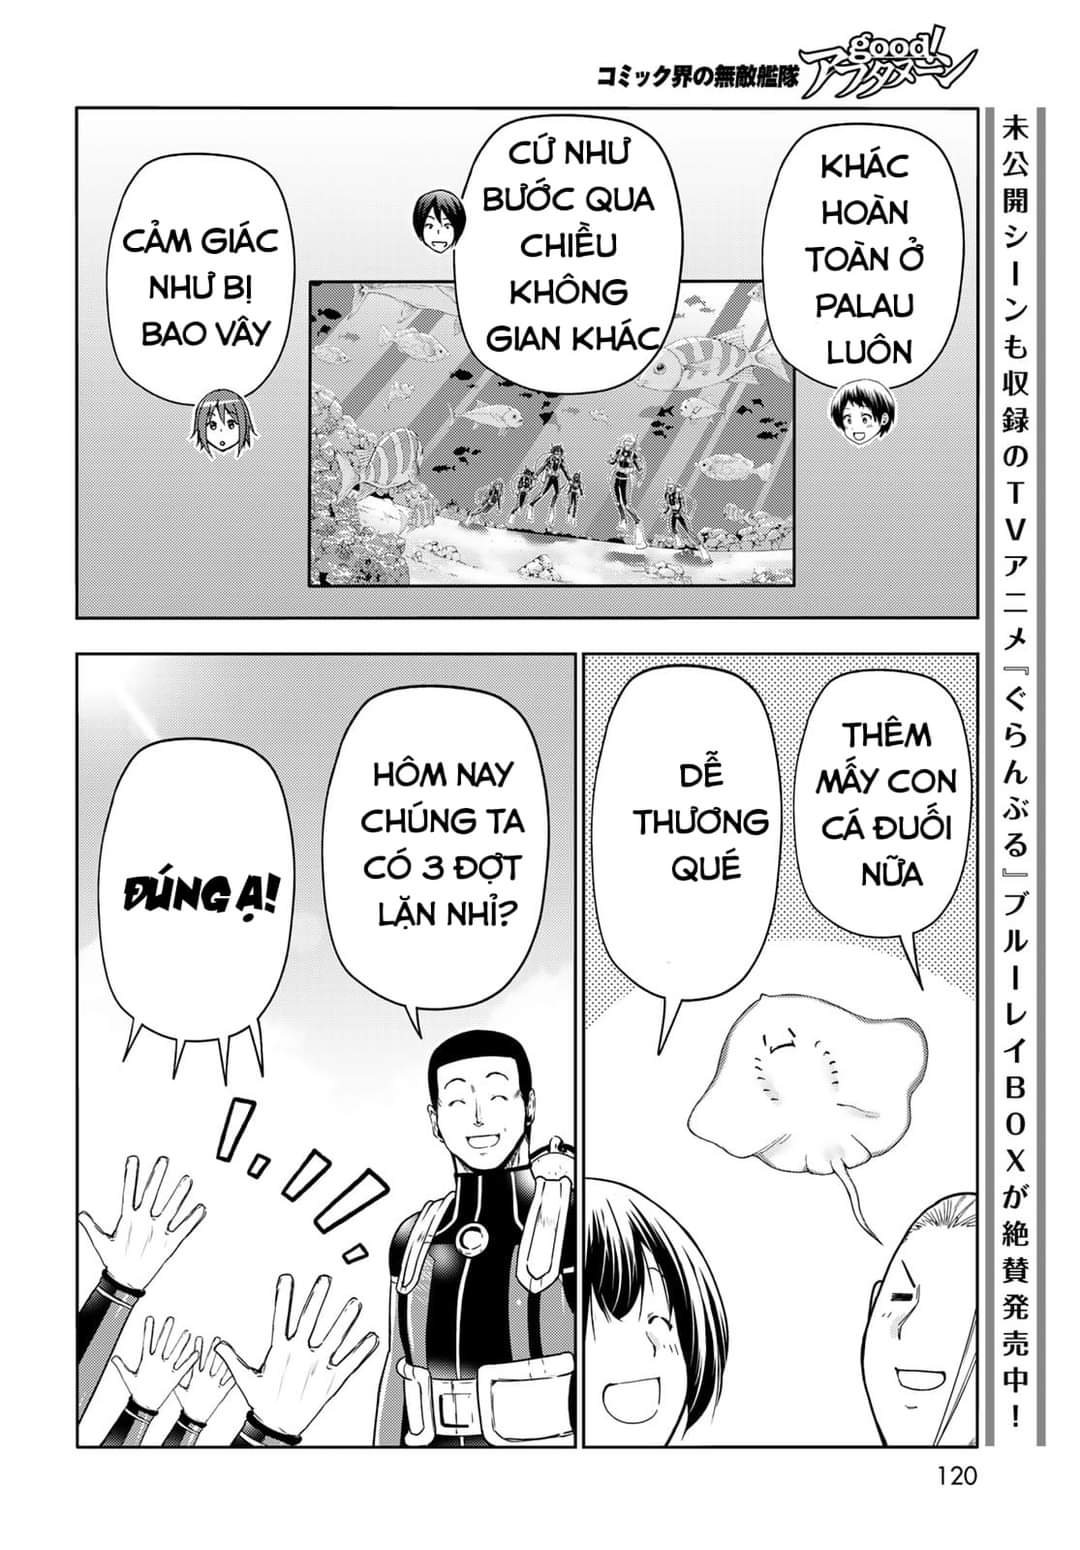 good!
アフタヌーン
コミック界の無敵艦隊
KHÁC
HOÀN
TOÀN Ở
PALAU
LUÔN
CỨ NHƯ
BƯỚC QUA
CHIỀU
KHÔNG
GIAN KHÁC
CẢM GIÁC
NHƯ BỊ
BAO VÂY
THÊM
MẤY CON
CÁ ĐUỐI
NỮA
DỄ
THƯƠNG
QUÉ
HÔM NAY
CHÚNG TA
CÓ 3 ĐỢT
LẶN NHỈ?
ĐÚNG Ạ!
未公開シーンも収録のTVアニメ『ぐらんぶる』ブルーレイBOXが絶賛発売中!
120